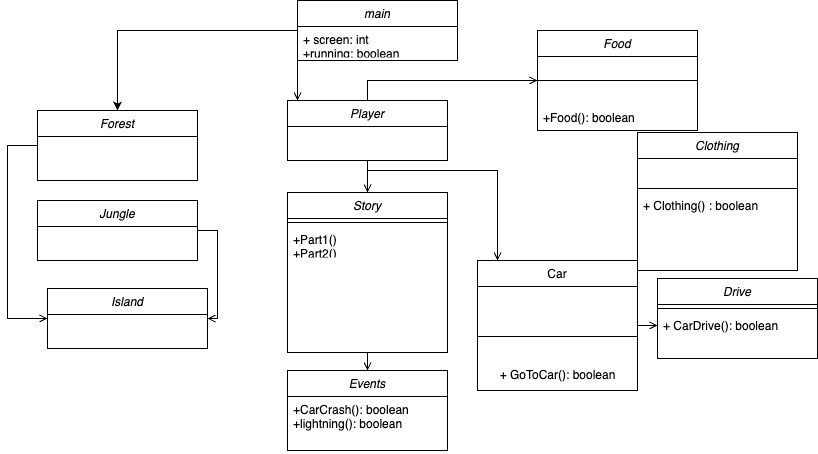 main
+ screen: int
+running: boolean
Food
+Food(): boolean
Forest
Player
Clothing
+ Clothing() : boolean
Jungle
Story
+Part1()
+Part2()
Car
+ GoToCar(): boolean
Drive
+ CarDrive(): boolean
Island
Events
+CarCrash(): boolean
+lightning(): boolean